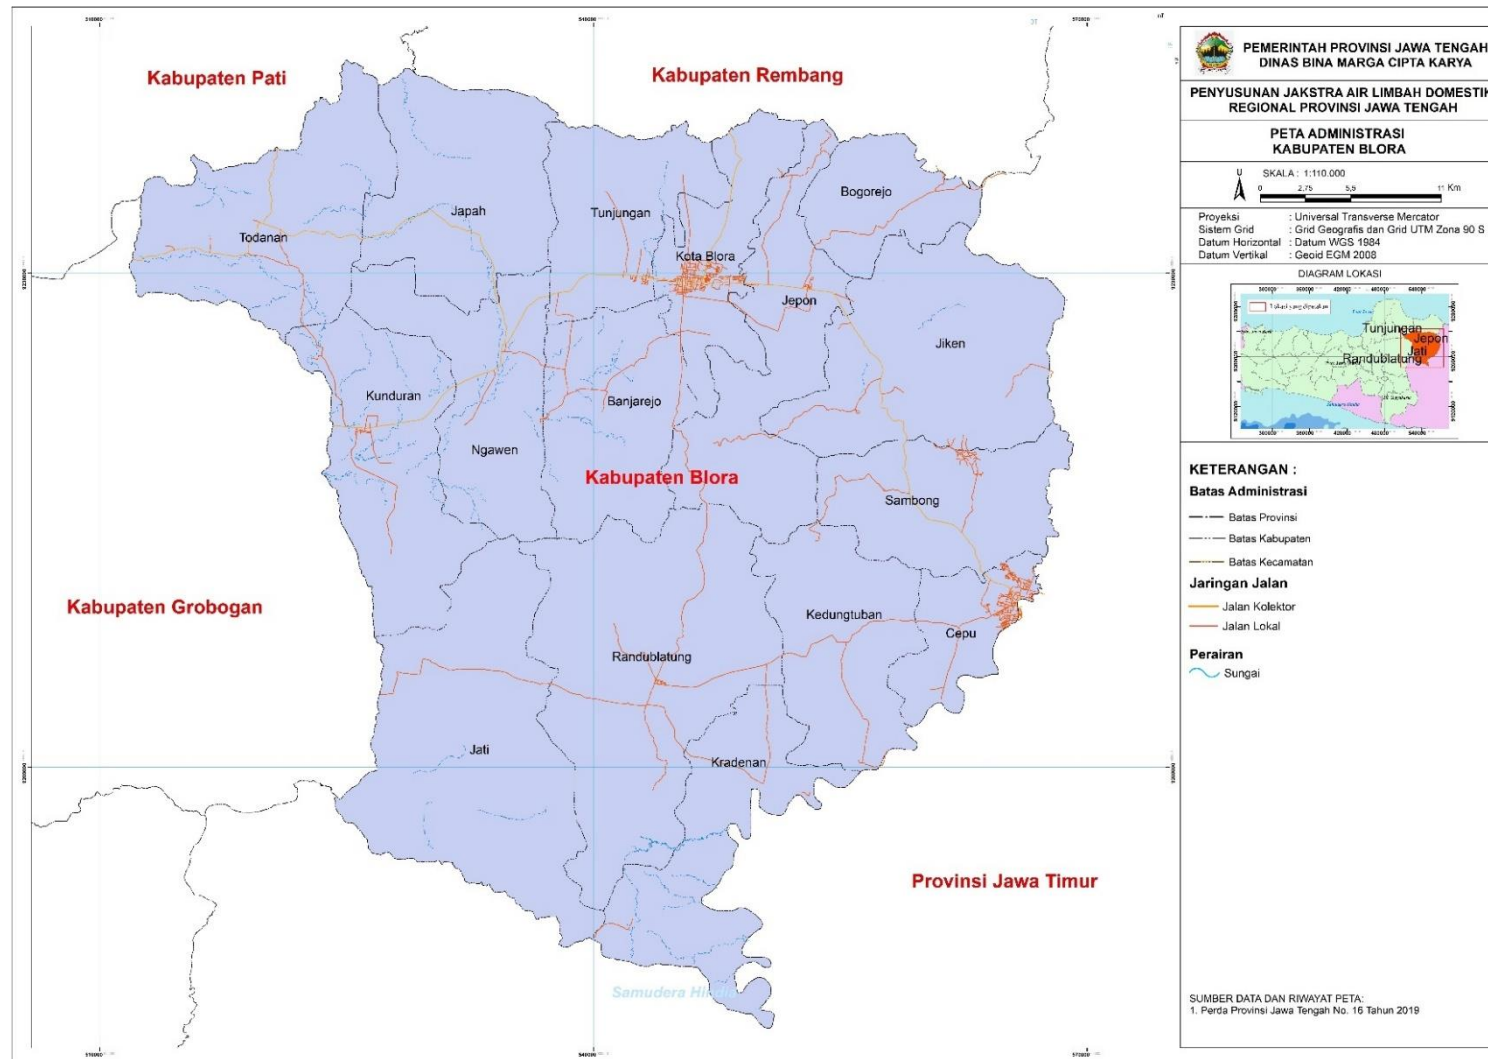 Kabupaten Pati
Kabupaten Rembang
Bogorejo
Japah
Tunjungan
Todanan
Kota Blora
Jepon
Jiken
Kunduran
Banjarejo
Ngawen
Kabupaten Blora
Sambong
Kabupaten Grobogan
Kedungtuban
Cepu
Randublatung
Jati
Kradenan
Provinsi Jawa Timur
Samudera Hindia
PEMERINTAH PROVINSI JAWA TENGAH
DINAS BINA MARGA CIPTA KARYA
PENYUSUNAN JAKSTRA AIR LIMBAH DOMESTIK
REGIONAL PROVINSI JAWA TENGAH
PETA ADMINISTRASI
KABUPATEN BLORA
U
SKALA : 1:110.000
0 2,75 5,5 11 Km
Proyeksi : Universal Transverse Mercator
Sistem Grid : Grid Geografis dan Grid UTM Zona 90 S
Datum Horizontal : Datum WGS 1984
Datum Vertikal : Geoid EGM 2008
DIAGRAM LOKASI
Tunjungan
Jepon
Jati
Randublatung
KETERANGAN :
Batas Administrasi
Batas Provinsi
Batas Kabupaten
Batas Kecamatan
Jaringan Jalan
Jalan Kolektor
Jalan Lokal
Perairan
Sungai
SUMBER DATA DAN RIWAYAT PETA:
1. Perda Provinsi Jawa Tengah No. 16 Tahun 2019